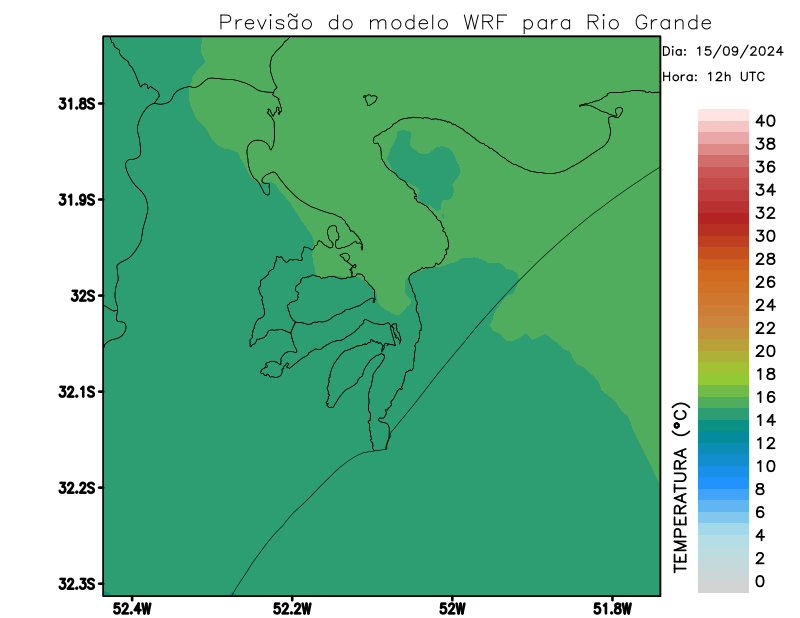 Previsão do modelo WRF para Rio Grande
Dia: 15/09/2024
Hora: 12h UTC
31.8S
31.9S
32S
32.1S
32.2S
32.3S
52.4W
52.2W
52W
51.8W
TEMPERATURA (°C)
40
38
36
34
32
30
28
26
24
22
20
18
16
14
12
10
8
6
4
2
0